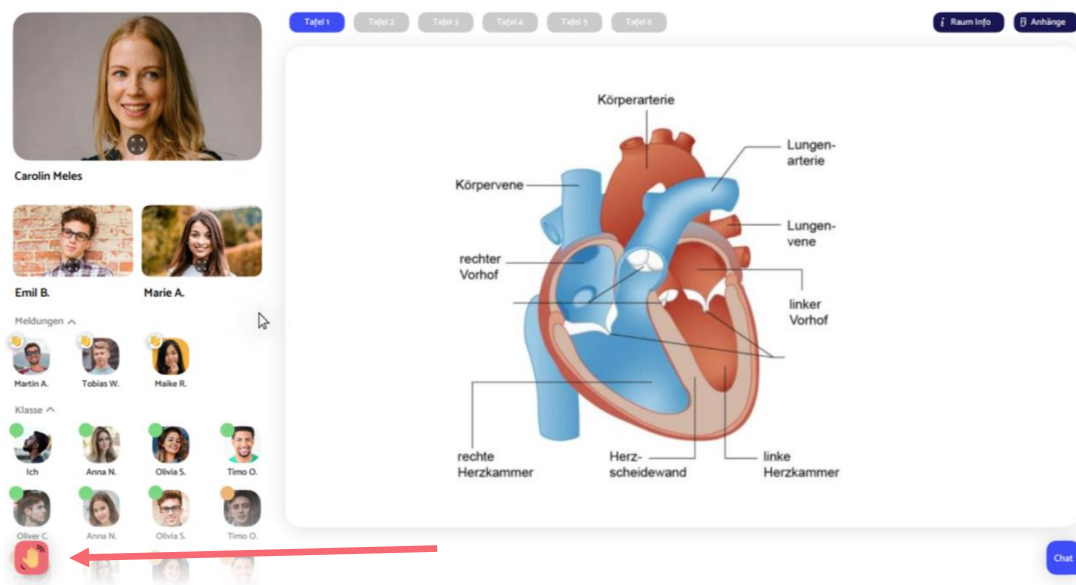 Tafel 1
Tafel 2
Tafel 3
Tafel 4
Tafel 5
Tafel 6
i Raum Info
Anhänge
Carolin Meles
Emil B.
Marie A.
Meldungen
Martin A.
Tobias W.
Maike R.
Klasse
Ich
Anna N.
Olivia S.
Timo O.
Oliver C.
Anna N.
Olivia S.
Timo O.
Körperarterie
Lungen-
arterie
Körpervene
Lungen-
vene
rechter
Vorhof
linker
Vorhof
rechte
Herzkammer
Herz-
scheidewand
linke
Herzkammer
Chat